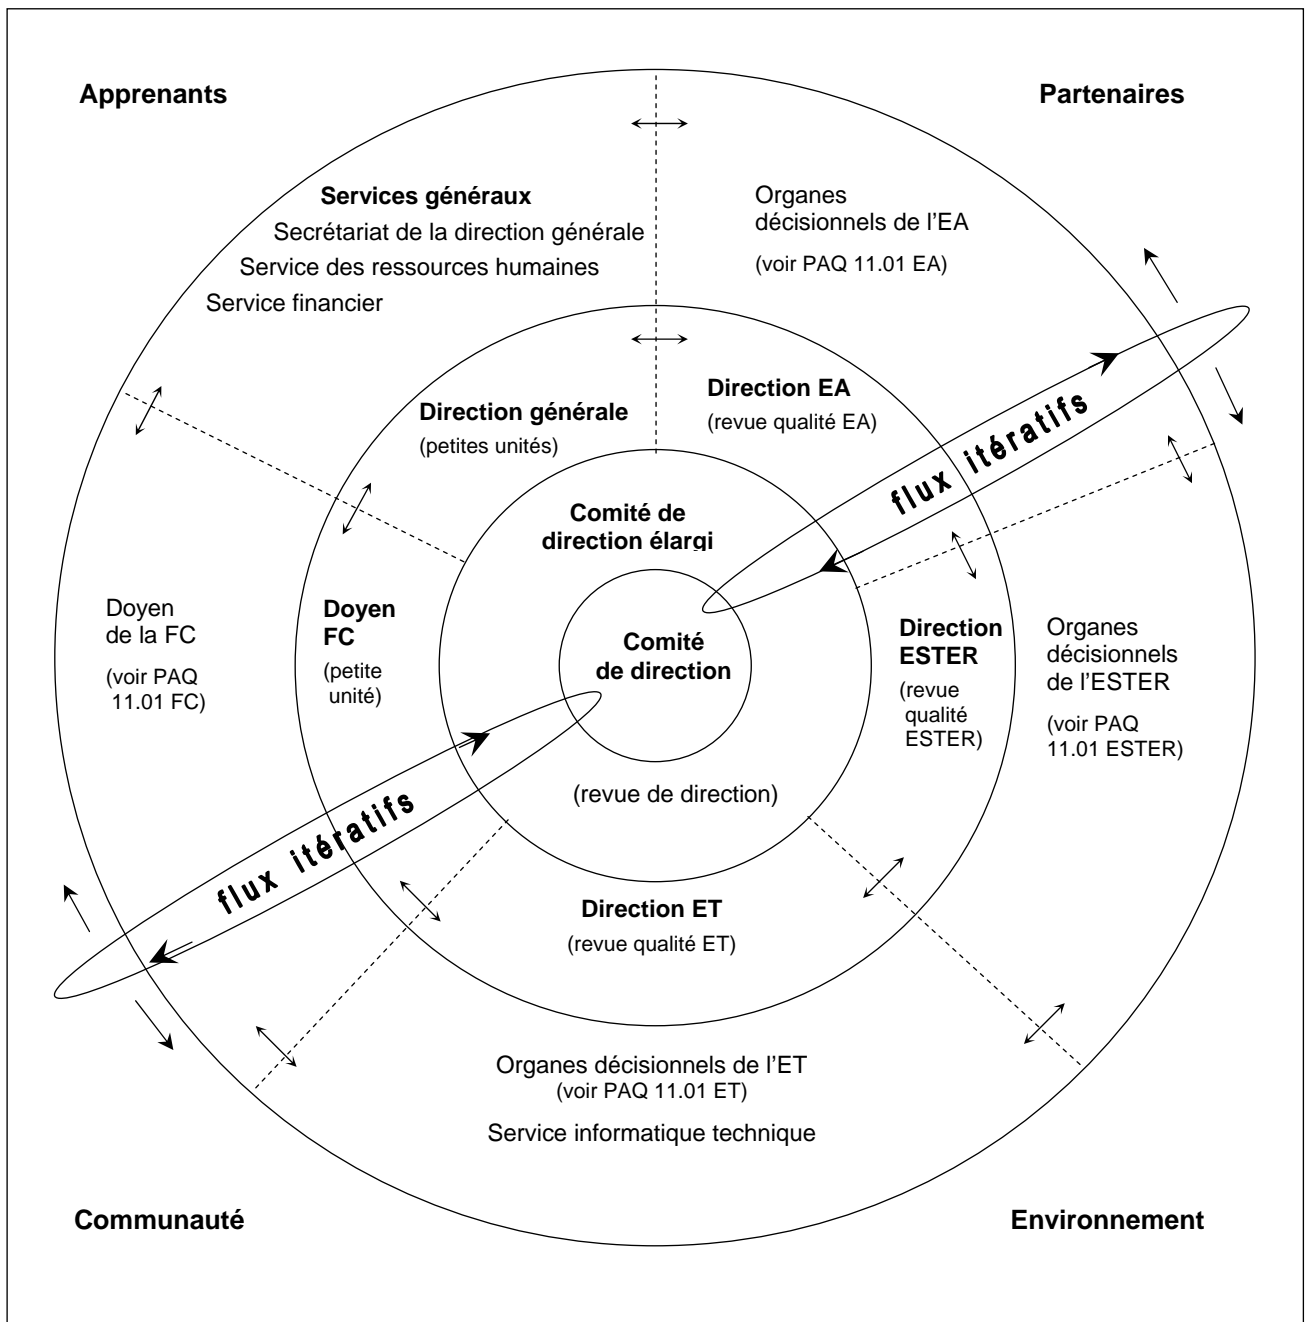 Apprenants
Partenaires
Services généraux
Secrétariat de la direction générale
Service des ressources humaines
Service financier
Organes
décisionnels de l’EA
(voir PAQ 11.01 EA)
Direction générale
(petites unités)
Direction EA
(revue qualité EA)
flux itératifs
Comité de
direction élargi
Doyen
de la FC
(voir PAQ
11.01 FC)
Doyen
FC
(petite
unité)
Comité
de direction
Direction
ESTER
(revue
qualité
ESTER)
Organes
décisionnels
de l’ESTER
(voir PAQ
11.01 ESTER)
(revue de direction)
flux itératifs
Direction ET
(revue qualité ET)
Organes décisionnels de l’ET
(voir PAQ 11.01 ET)
Service informatique technique
Communauté
Environnement